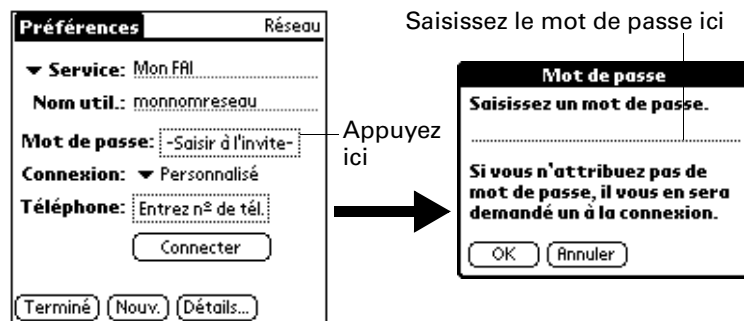 Préférences Réseau
Service: Mon FAI
Nom util.: monnomreseau
Mot de passe: -Saisir à l'invite-
Connexion: Personnalisé
Téléphone: Entrez nº de tél.
Connecter
Terminé Nouv. Détails...
Appuyez
ici
Saisissez le mot de passe ici
Mot de passe
Saisissez un mot de passe.
Si vous n'attribuez pas de
mot de passe, il vous en sera
demandé un à la connexion.
OK Annuler